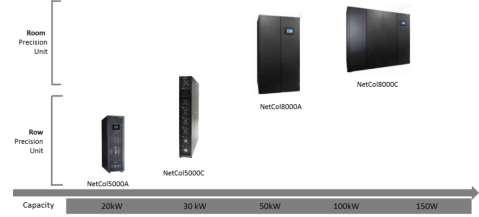 Room
Precision
Unit
NetCol8000C
NetCol8000A
Row
Precision
Unit
NetCol5000C
NetCol5000A
Capacity 20kW 30 kW 50kW 100kW 150W